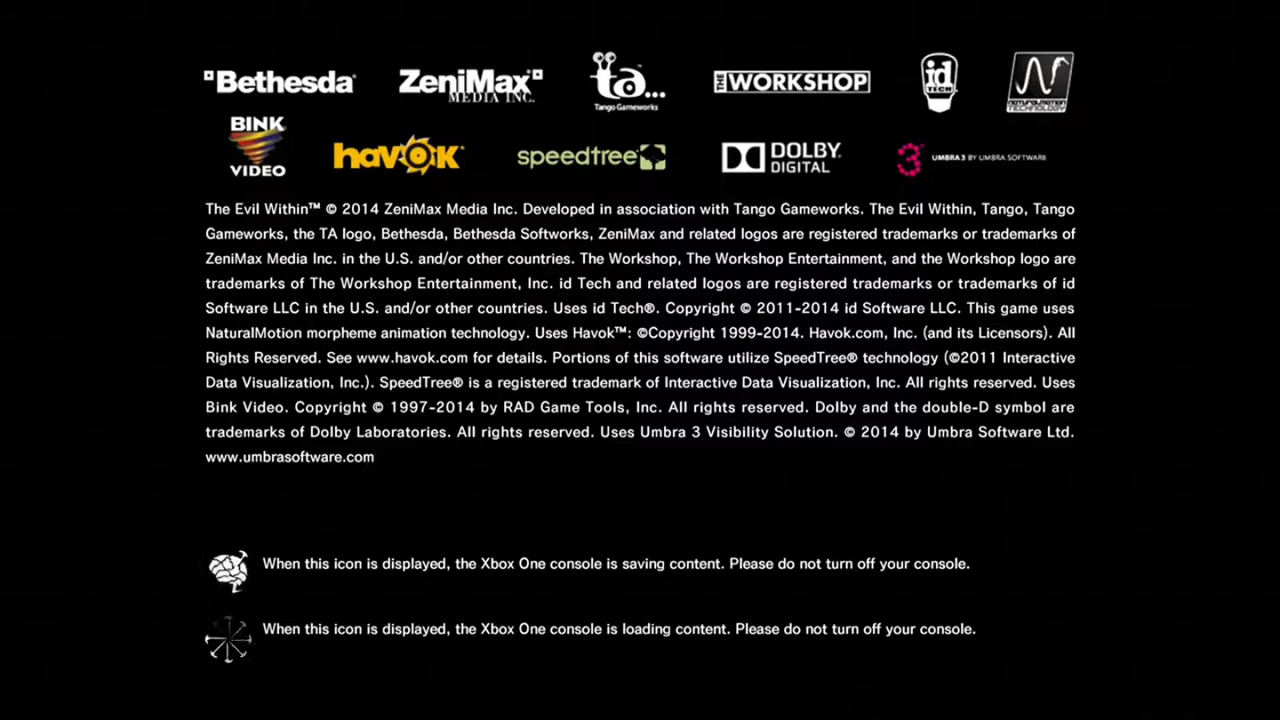 Bethesda ZeniMax MEDIA INC. ta... Tango Gameworks THE WORKSHOP id TECH NATURALMOTION TECHNOLOGY
BINK VIDEO havok speedtree DOLBY DIGITAL 3 UMBRA 3 BY UMBRA SOFTWARE
The Evil Within™ © 2014 ZeniMax Media Inc. Developed in association with Tango Gameworks. The Evil Within, Tango, Tango
Gameworks, the TA logo, Bethesda, Bethesda Softworks, ZeniMax and related logos are registered trademarks or trademarks of
ZeniMax Media Inc. in the U.S. and/or other countries. The Workshop, The Workshop Entertainment, and the Workshop logo are
trademarks of The Workshop Entertainment, Inc. id Tech and related logos are registered trademarks or trademarks of id
Software LLC in the U.S. and/or other countries. Uses id Tech®. Copyright © 2011-2014 id Software LLC. This game uses
NaturalMotion morpheme animation technology. Uses Havok™: ©Copyright 1999-2014. Havok.com, Inc. (and its Licensors). All
Rights Reserved. See www.havok.com for details. Portions of this software utilize SpeedTree® technology (©2011 Interactive
Data Visualization, Inc.). SpeedTree® is a registered trademark of Interactive Data Visualization, Inc. All rights reserved. Uses
Bink Video. Copyright © 1997-2014 by RAD Game Tools, Inc. All rights reserved. Dolby and the double-D symbol are
trademarks of Dolby Laboratories. All rights reserved. Uses Umbra 3 Visibility Solution. © 2014 by Umbra Software Ltd.
www.umbrasoftware.com
When this icon is displayed, the Xbox One console is saving content. Please do not turn off your console.
When this icon is displayed, the Xbox One console is loading content. Please do not turn off your console.